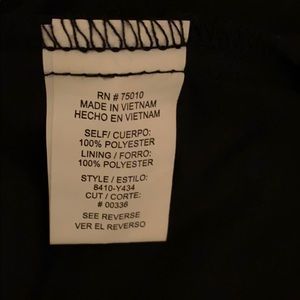 RN # 75010
MADE IN VIETNAM
HECHO EN VIETNAM
SELF/ CUERPO:
100% POLYESTER
LINING / FORRO:
100% POLYESTER
STYLE / ESTILO:
8410-Y434
CUT / CORTE:
# 00336
SEE REVERSE
VER EL REVERSO